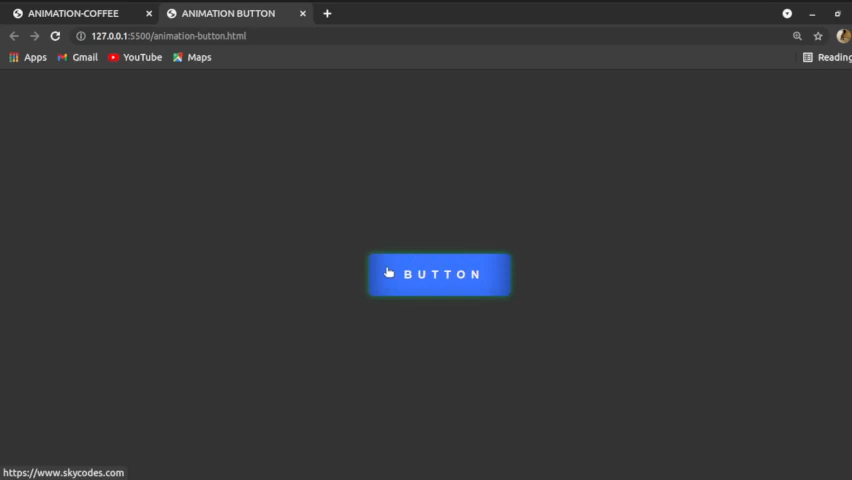 ANIMATION-COFFEE
ANIMATION BUTTON
127.0.0.1:5500/animation-button.html
Apps
Gmail
YouTube
Maps
Reading
BUTTON
https://www.skycodes.com